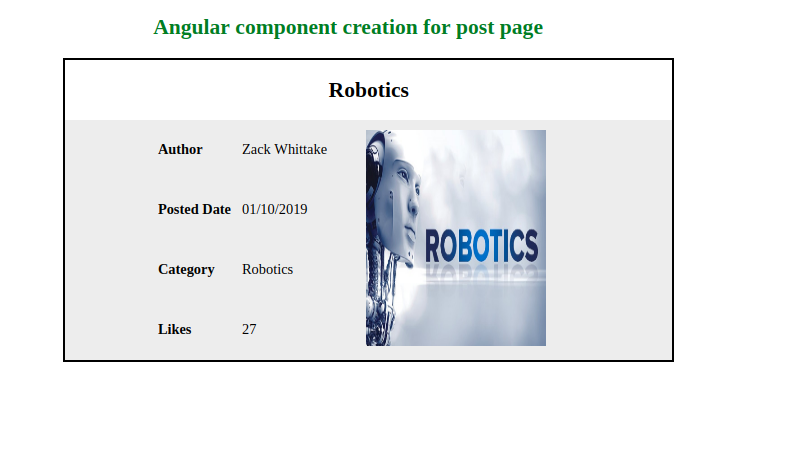 Angular component creation for post page
Robotics
Author Zack Whittake
Posted Date 01/10/2019
ROBOTICS
Category Robotics
Likes 27